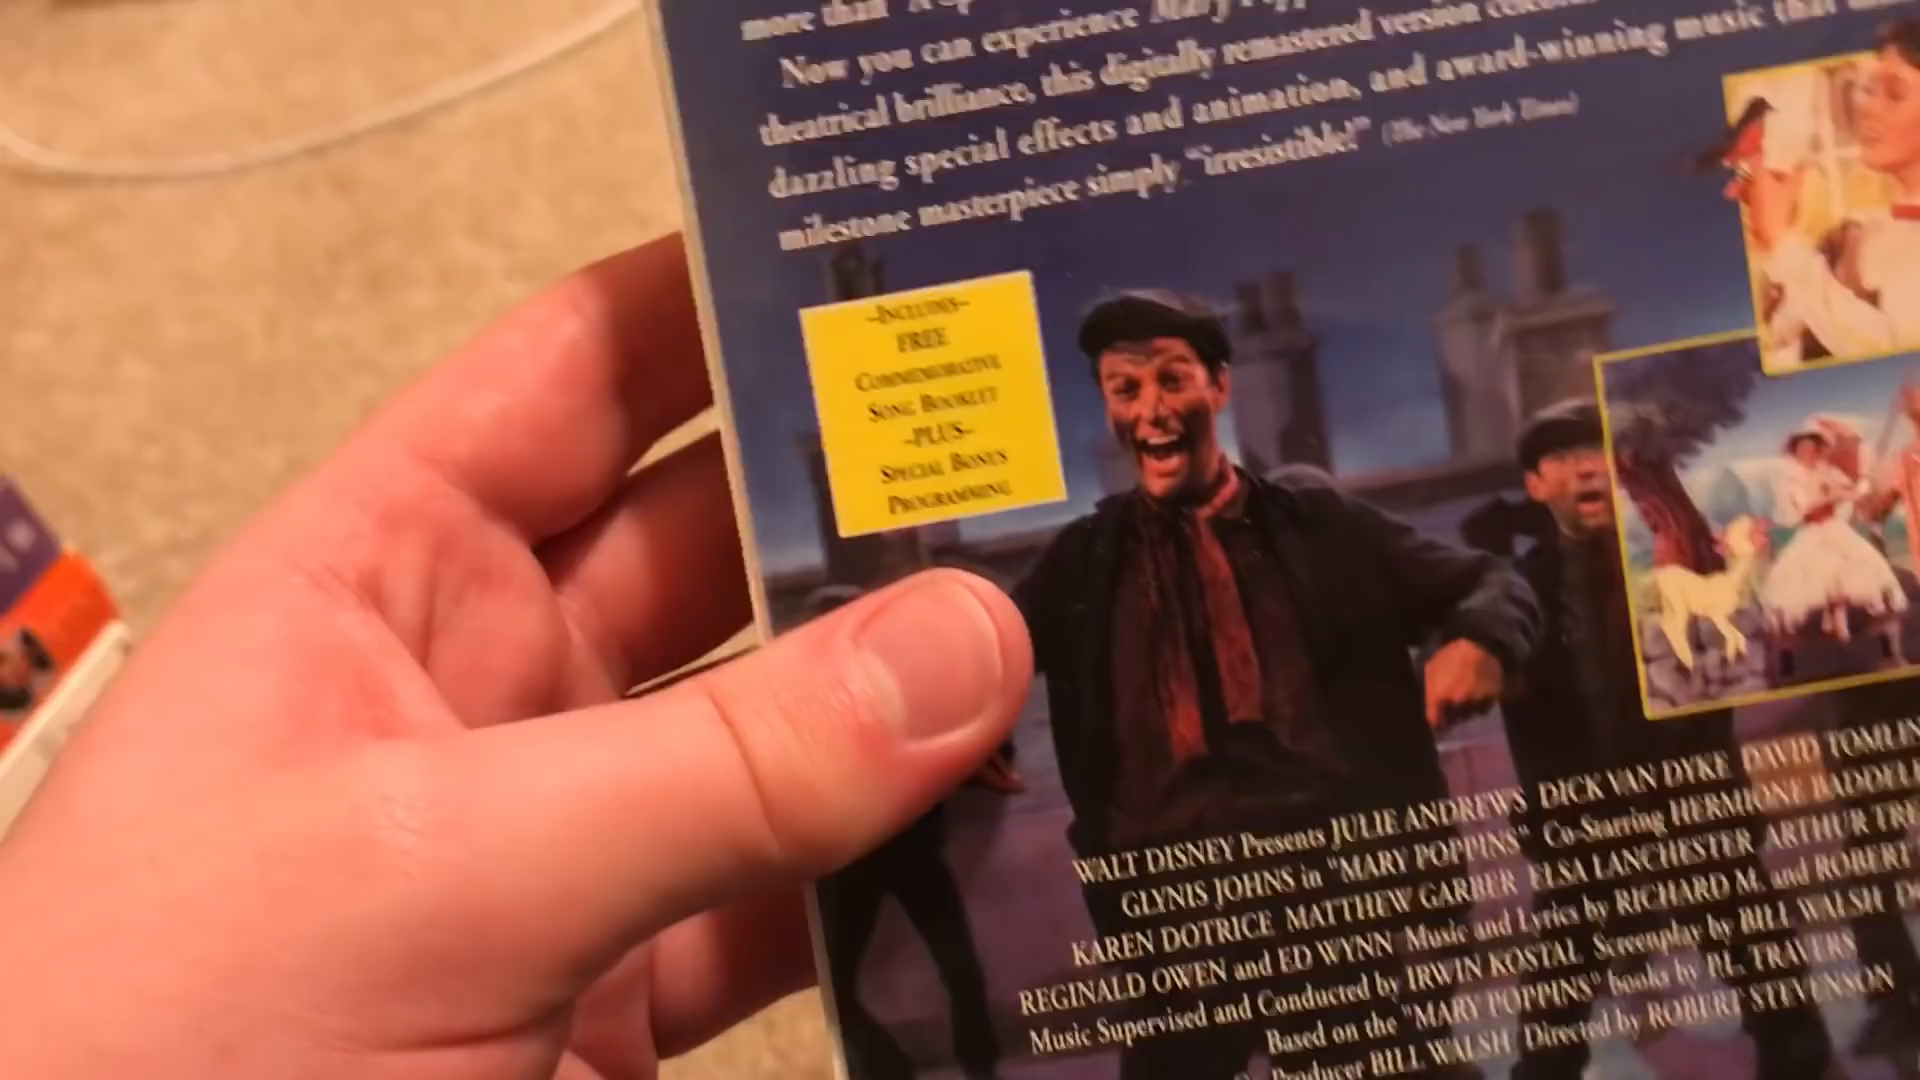 more than
Now you can experience Mary
theatrical brilliance, this digitally remastered version
dazzling special effects and animation, and award-winning music that
milestone masterpiece simply "irresistible!" (The New York Times)
-INCLUDES-
FREE
COMMEMORATIVE
SONG BOOKLET
-PLUS-
SPECIAL BONUS
PROGRAMMING
WALT DISNEY Presents JULIE ANDREWS DICK VAN DYKE DAVID TOMLIN
GLYNIS JOHNS in "MARY POPPINS" Co-Starring HERMIONE BADDEL
KAREN DOTRICE MATTHEW GARBER ELSA LANCHESTER ARTHUR TRE
REGINALD OWEN and ED WYNN Music and Lyrics by RICHARD M. and ROBERT
Music Supervised and Conducted by IRWIN KOSTAL Screenplay by BILL WALSH
Based on the "MARY POPPINS" books by P.L. TRAVERS
Producer BILL WALSH Directed by ROBERT STEVENSON